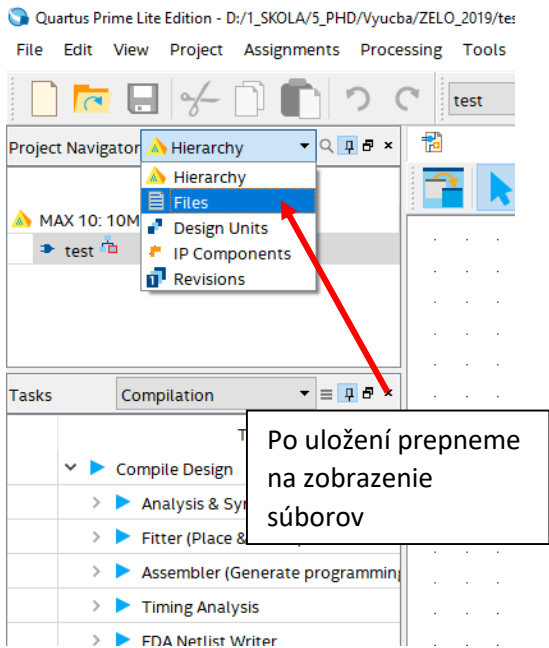 Quartus Prime Lite Edition - D:/1_SKOLA/5_PHD/Vyucba/ZELO_2019/tes
File Edit View Project Assignments Processing Tools
test
Project Navigator Hierarchy
Hierarchy
Files
MAX 10: 10M
Design Units
test
IP Components
Revisions
Tasks Compilation
Compile Design
Po uložení prepneme
na zobrazenie
súborov
Analysis & Sy
Fitter (Place &
Assembler (Generate programming
Timing Analysis
EDA Netlist Writer